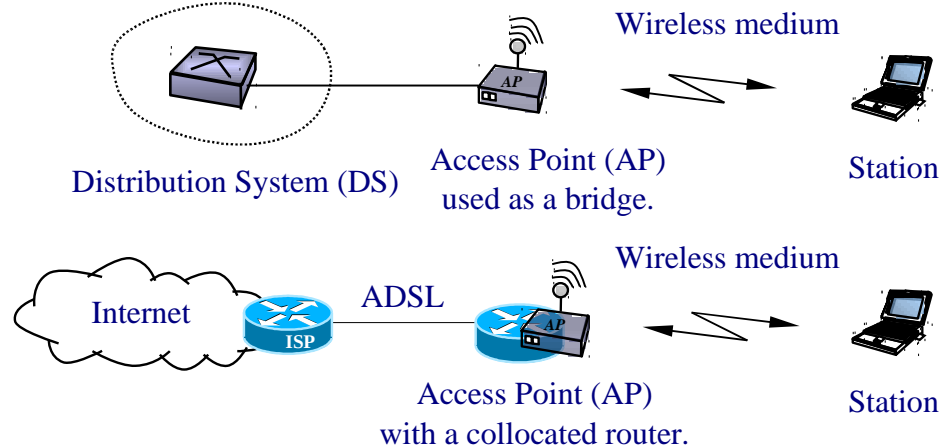 Wireless medium
AP
Distribution System (DS)
Access Point (AP)
used as a bridge.
Station
Wireless medium
Internet
ISP
ADSL
AP
Access Point (AP)
with a collocated router.
Station